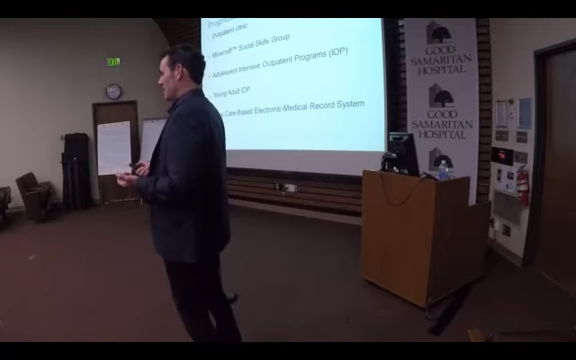 Outpatient clinic
Minecraft™ Social Skills Group
Adolescent Intensive Outpatient Programs (IOP)
Young Adult IOP
Core-Based Electronic-Medical Record System
EXIT
GOOD
SAMARITAN
HOSPITAL
GOOD
SAMARITAN
HOSPITAL